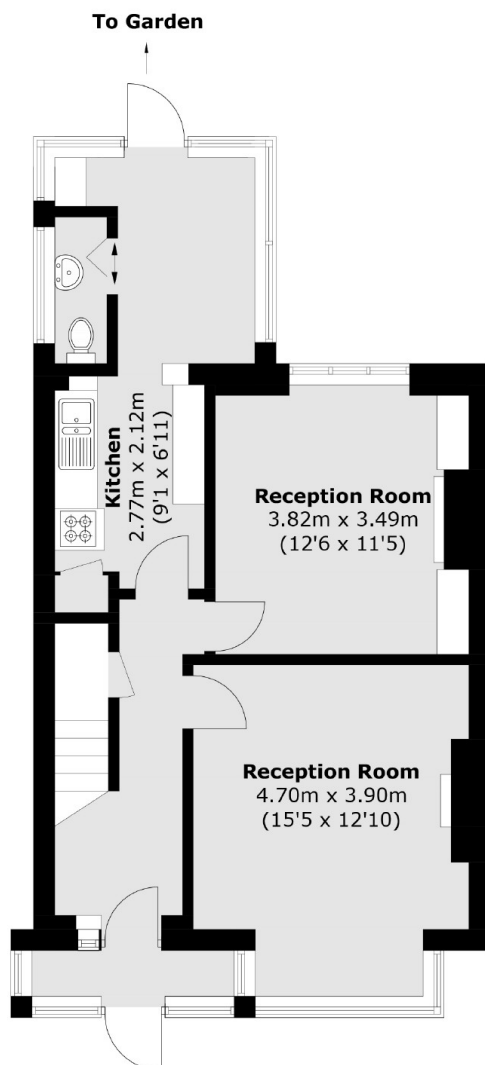 To Garden
Kitchen
2.77m x 2.12m
(9'1 x 6'11)
Reception Room
3.82m x 3.49m
(12'6 x 11'5)
Reception Room
4.70m x 3.90m
(15'5 x 12'10)